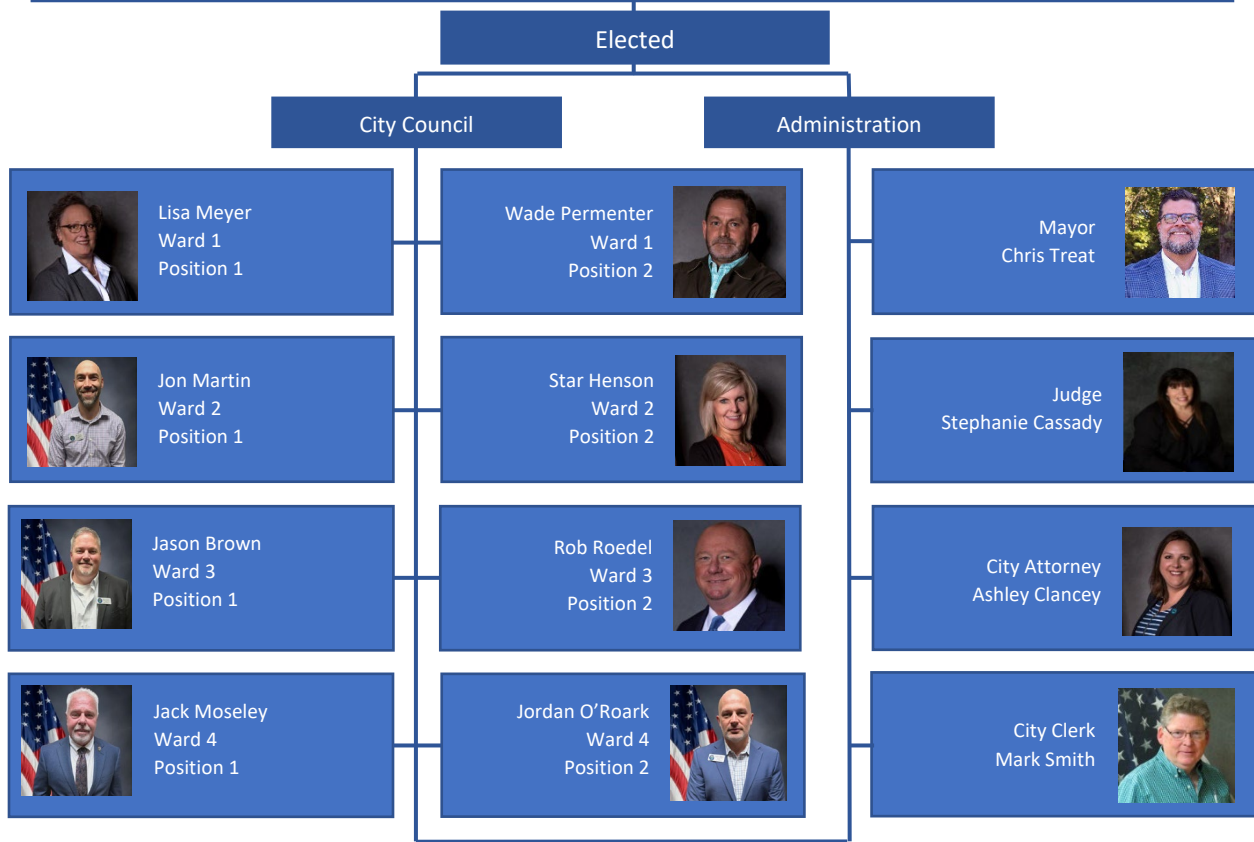 Elected
City Council
Administration
Lisa Meyer
Ward 1
Position 1
Wade Permenter
Ward 1
Position 2
Mayor
Chris Treat
Jon Martin
Ward 2
Position 1
Star Henson
Ward 2
Position 2
Judge
Stephanie Cassady
Jason Brown
Ward 3
Position 1
Rob Roedel
Ward 3
Position 2
City Attorney
Ashley Clancey
Jack Moseley
Ward 4
Position 1
Jordan O’Roark
Ward 4
Position 2
City Clerk
Mark Smith